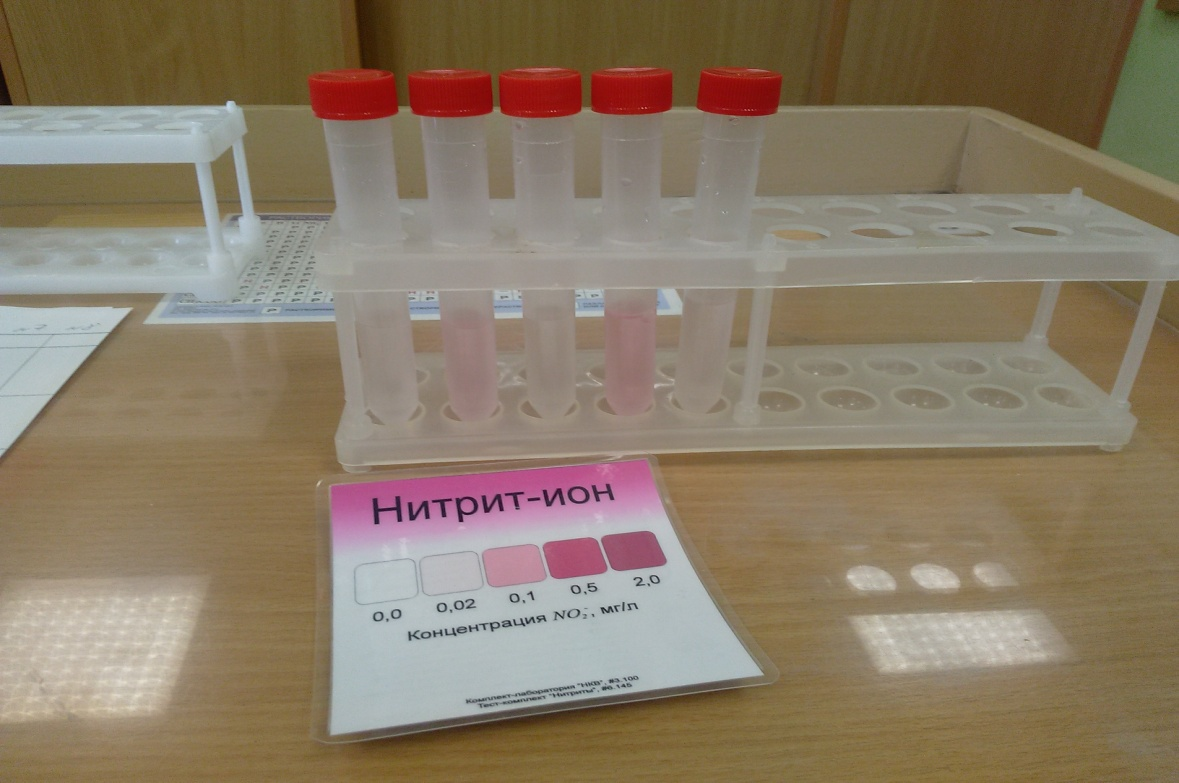 Нитрит-ион
0,0 0,02 0,1 0,5 2,0
Концентрация NO₂⁻, мг/л
Комплект-лаборатория "НКВ", #3.100
Тест-комплект "Нитриты", #6.145